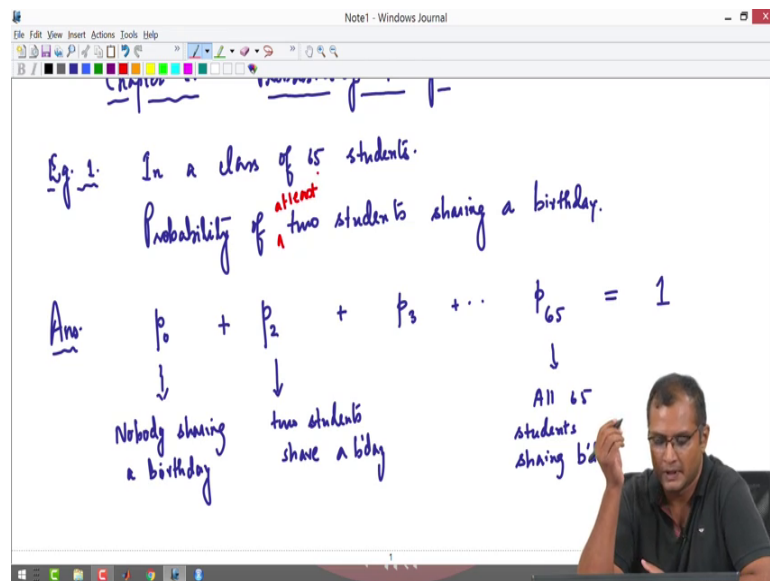 Note1 - Windows Journal
File Edit View Insert Actions Tools Help
Eg. 1. In a class of 65 students.
atleast
Probability of two students sharing a birthday.
Ans. p₀ + p₂ + p₃ + ... p₆₅ = 1
Nobody sharing
a birthday
two students
share a b'day
All 65
students
sharing
1